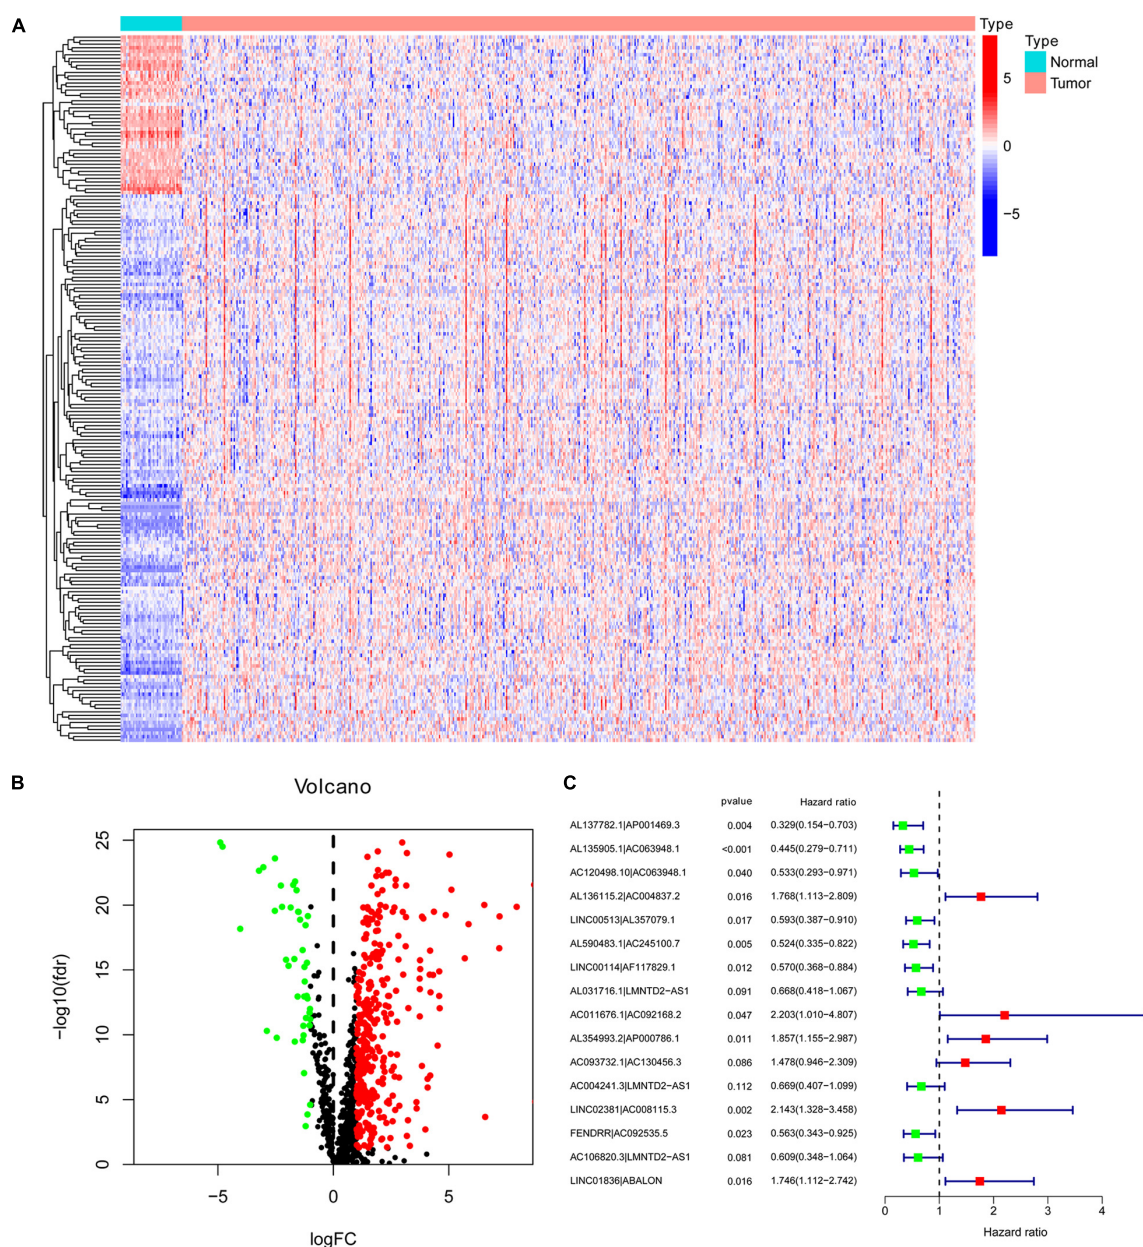 A
Type
5
0
−5
Type
Normal
Tumor
B
Volcano
−log10(fdr)
25
20
15
10
5
0
−5 0 5
logFC
C
pvalue Hazard ratio
AL137782.1|AP001469.3 0.004 0.329(0.154−0.703)
AL135905.1|AC063948.1 <0.001 0.445(0.279−0.711)
AC120498.10|AC063948.1 0.040 0.533(0.293−0.971)
AL136115.2|AC004837.2 0.016 1.768(1.113−2.809)
LINC00513|AL357079.1 0.017 0.593(0.387−0.910)
AL590483.1|AC245100.7 0.005 0.524(0.335−0.822)
LINC00114|AF117829.1 0.012 0.570(0.368−0.884)
AL031716.1|LMNTD2−AS1 0.091 0.668(0.418−1.067)
AC011676.1|AC092168.2 0.047 2.203(1.010−4.807)
AL354993.2|AP000786.1 0.011 1.857(1.155−2.987)
AC093732.1|AC130456.3 0.086 1.478(0.946−2.309)
AC004241.3|LMNTD2−AS1 0.112 0.669(0.407−1.099)
LINC02381|AC008115.3 0.002 2.143(1.328−3.458)
FENDRR|AC092535.5 0.023 0.563(0.343−0.925)
AC106820.3|LMNTD2−AS1 0.081 0.609(0.348−1.064)
LINC01836|ABALON 0.016 1.746(1.112−2.742)
0 1 2 3 4
Hazard ratio